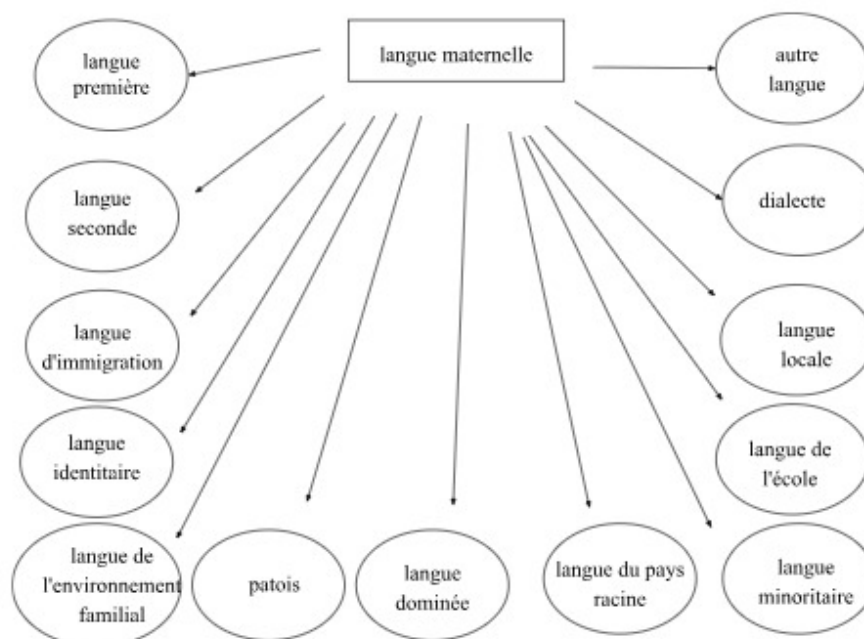 langue maternelle
langue
première
autre
langue
langue
seconde
dialecte
langue
d'immigration
langue
locale
langue
identitaire
langue de
l'école
langue de
l'environnement
familial
patois
langue
dominée
langue du pays
racine
langue
minoritaire